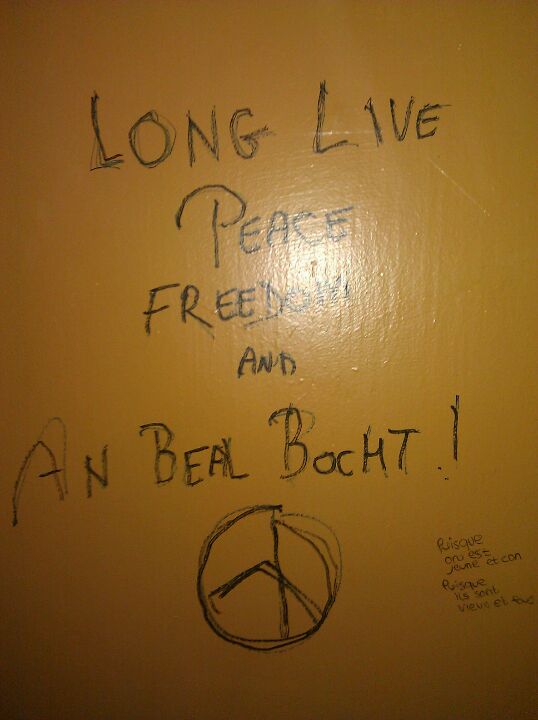 LONG LIVE
PEACE
FREEDOM
AND
AN BEAL BOCHT!
Puisque
on est
jeune et con
Puisque
ils sont
vieux et fous